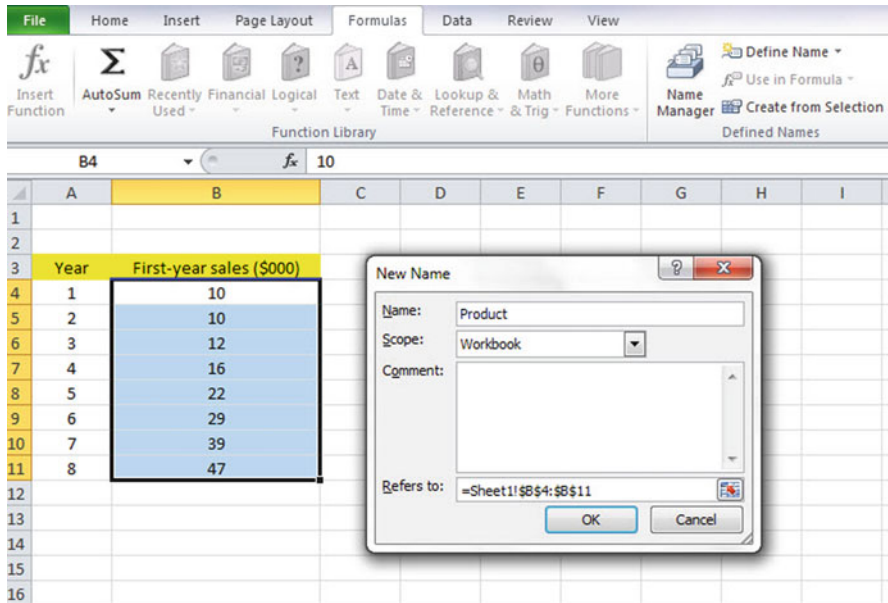 File Home Insert Page Layout Formulas Data Review View
fx Σ ? A θ
Insert Function AutoSum Recently Used Financial Logical Text Date & Time Lookup & Reference Math & Trig More Functions Name Manager Define Name
fx Use in Formula
Create from Selection
Function Library Defined Names
B4 fx 10
A B C D E F G H I
1
2
3 Year First-year sales ($000)
4 1 10
5 2 10
6 3 12
7 4 16
8 5 22
9 6 29
10 7 39
11 8 47
12
13
14
15
16
New Name ? X
Name: Product
Scope: Workbook
Comment:
Refers to: =Sheet1!$B$4:$B$11
OK Cancel